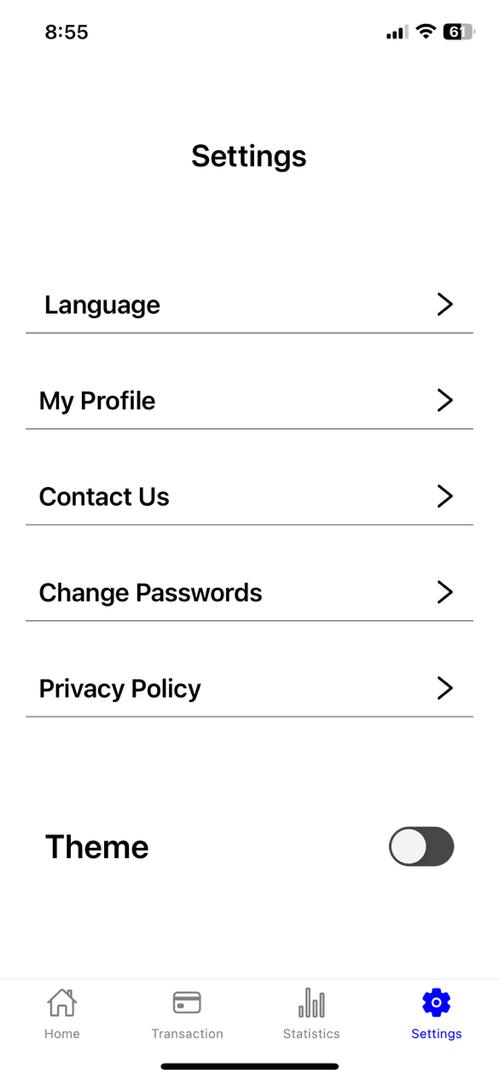 8:55
61
Settings
Language
My Profile
Contact Us
Change Passwords
Privacy Policy
Theme
Home
Transaction
Statistics
Settings